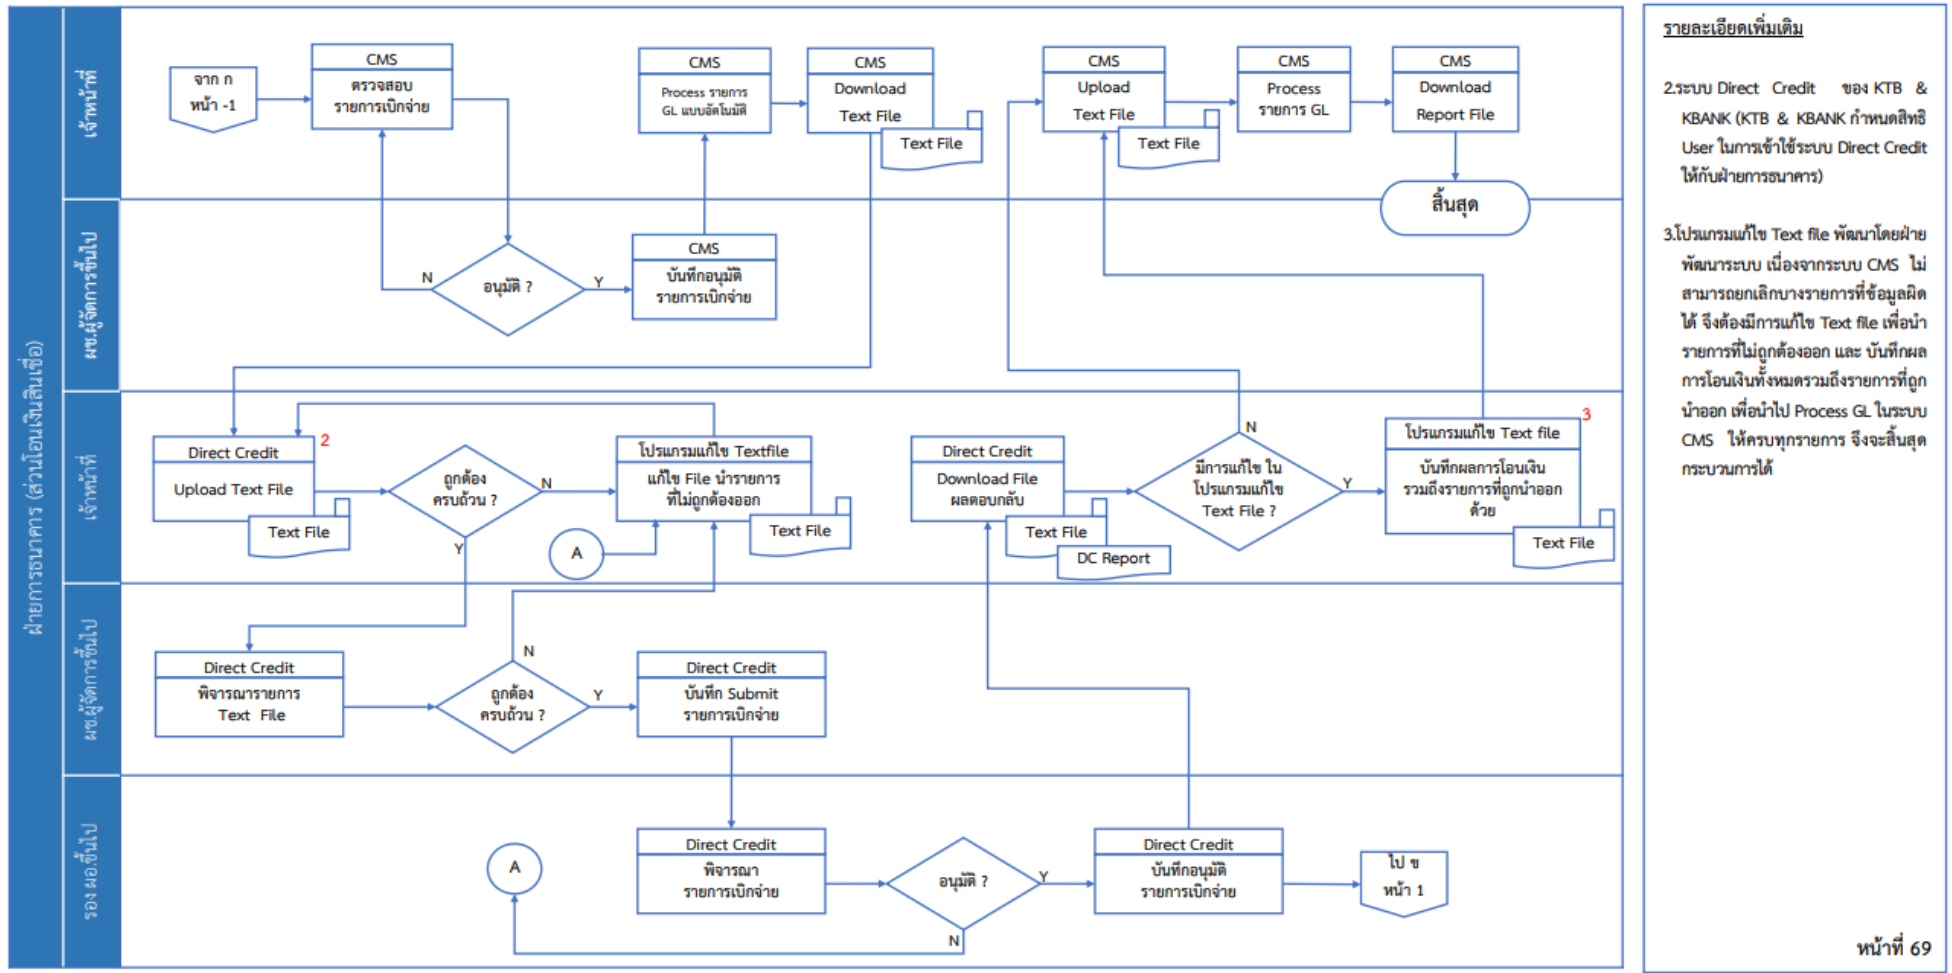 ฝ่ายการธนาคาร (ส่วนโอนเงินสินเชื่อ)
เจ้าหน้าที่
จาก ก
หน้า -1
CMS
ตรวจสอบ
รายการเบิกจ่าย
CMS
Process รายการ
GL แบบอัตโนมัติ
CMS
Download
Text File
Text File
CMS
Upload
Text File
Text File
CMS
Process
รายการ GL
CMS
Download
Report File
สิ้นสุด
ผช.ผู้จัดการขึ้นไป
N
อนุมัติ ?
Y
CMS
บันทึกอนุมัติ
รายการเบิกจ่าย
เจ้าหน้าที่
Direct Credit
2
Upload Text File
Text File
ถูกต้อง
ครบถ้วน ?
N
Y
โปรแกรมแก้ไข Textfile
แก้ไข File นำรายการ
ที่ไม่ถูกต้องออก
Text File
A
Direct Credit
Download File
ผลตอบกลับ
Text File
DC Report
N
มีการแก้ไข ใน
โปรแกรมแก้ไข
Text File ?
Y
3
โปรแกรมแก้ไข Text file
บันทึกผลการโอนเงิน
รวมถึงรายการที่ถูกนำออก
ด้วย
Text File
ผช.ผู้จัดการขึ้นไป
Direct Credit
พิจารณารายการ
Text File
N
ถูกต้อง
ครบถ้วน ?
Y
Direct Credit
บันทึก Submit
รายการเบิกจ่าย
รอง ผอ.ขึ้นไป
A
Direct Credit
พิจารณา
รายการเบิกจ่าย
อนุมัติ ?
Y
N
Direct Credit
บันทึกอนุมัติ
รายการเบิกจ่าย
ไป ข
หน้า 1
รายละเอียดเพิ่มเติม
2.ระบบ Direct Credit ของ KTB &
KBANK (KTB & KBANK กำหนดสิทธิ
User ในการเข้าใช้ระบบ Direct Credit
ให้กับฝ่ายการธนาคาร)
3.โปรแกรมแก้ไข Text file พัฒนาโดยฝ่าย
พัฒนาระบบ เนื่องจากระบบ CMS ไม่
สามารถยกเลิกบางรายการที่ข้อมูลผิด
ได้ จึงต้องมีการแก้ไข Text file เพื่อนำ
รายการที่ไม่ถูกต้องออก และ บันทึกผล
การโอนเงินทั้งหมดรวมถึงรายการที่ถูก
นำออก เพื่อนำไป Process GL ในระบบ
CMS ให้ครบทุกรายการ จึงจะสิ้นสุด
กระบวนการได้
หน้าที่ 69